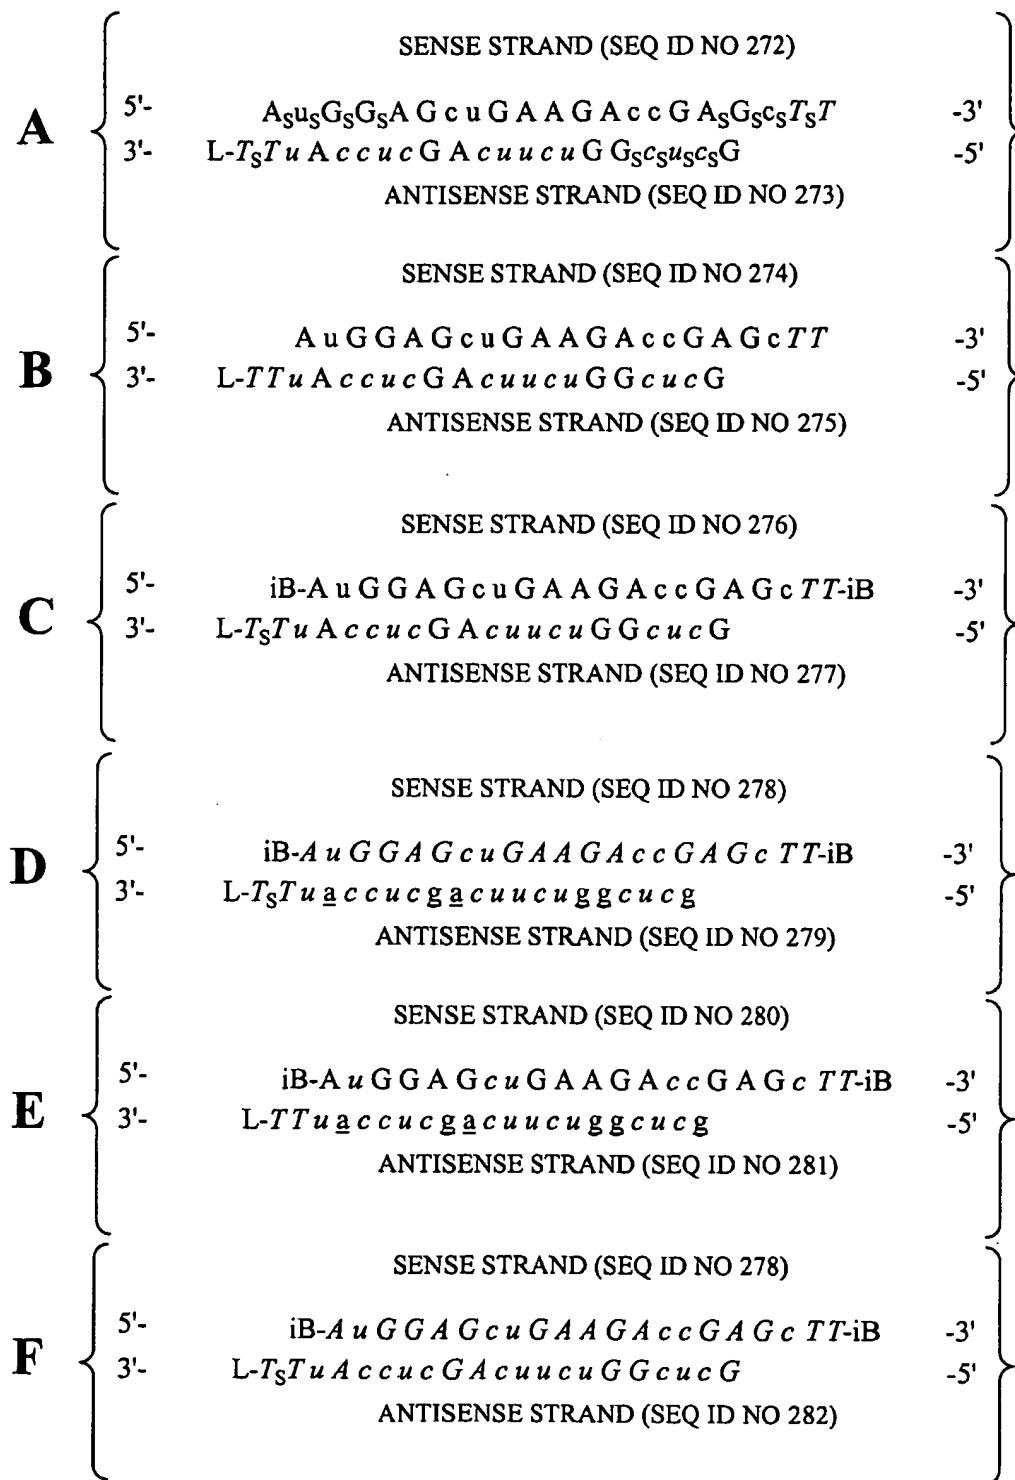 SENSE STRAND (SEQ ID NO 272)
5'- AsusGsGsA G c u G A A G A c c G AsGscsTsT -3'
A
3'- L-TsT u A c c u c G A c u u c u G GscsuscsG -5'
ANTISENSE STRAND (SEQ ID NO 273)
SENSE STRAND (SEQ ID NO 274)
5'- A u G G A G c u G A A G A c c G A G c T T -3'
B
3'- L-T T u A c c u c G A c u u c u G G c u c G -5'
ANTISENSE STRAND (SEQ ID NO 275)
SENSE STRAND (SEQ ID NO 276)
5'- iB-A u G G A G c u G A A G A c c G A G c T T-iB -3'
C
3'- L-TsT u A c c u c G A c u u c u G G c u c G -5'
ANTISENSE STRAND (SEQ ID NO 277)
SENSE STRAND (SEQ ID NO 278)
5'- iB-A u G G A G c u G A A G A c c G A G c T T-iB -3'
D
3'- L-TsT u a c c u c g a c u u c u g g c u c g -5'
ANTISENSE STRAND (SEQ ID NO 279)
SENSE STRAND (SEQ ID NO 280)
5'- iB-A u G G A G c u G A A G A c c G A G c T T-iB -3'
E
3'- L-T T u a c c u c g a c u u c u g g c u c g -5'
ANTISENSE STRAND (SEQ ID NO 281)
SENSE STRAND (SEQ ID NO 278)
5'- iB-A u G G A G c u G A A G A c c G A G c T T-iB -3'
F
3'- L-TsT u A c c u c G A c u u c u G G c u c G -5'
ANTISENSE STRAND (SEQ ID NO 282)